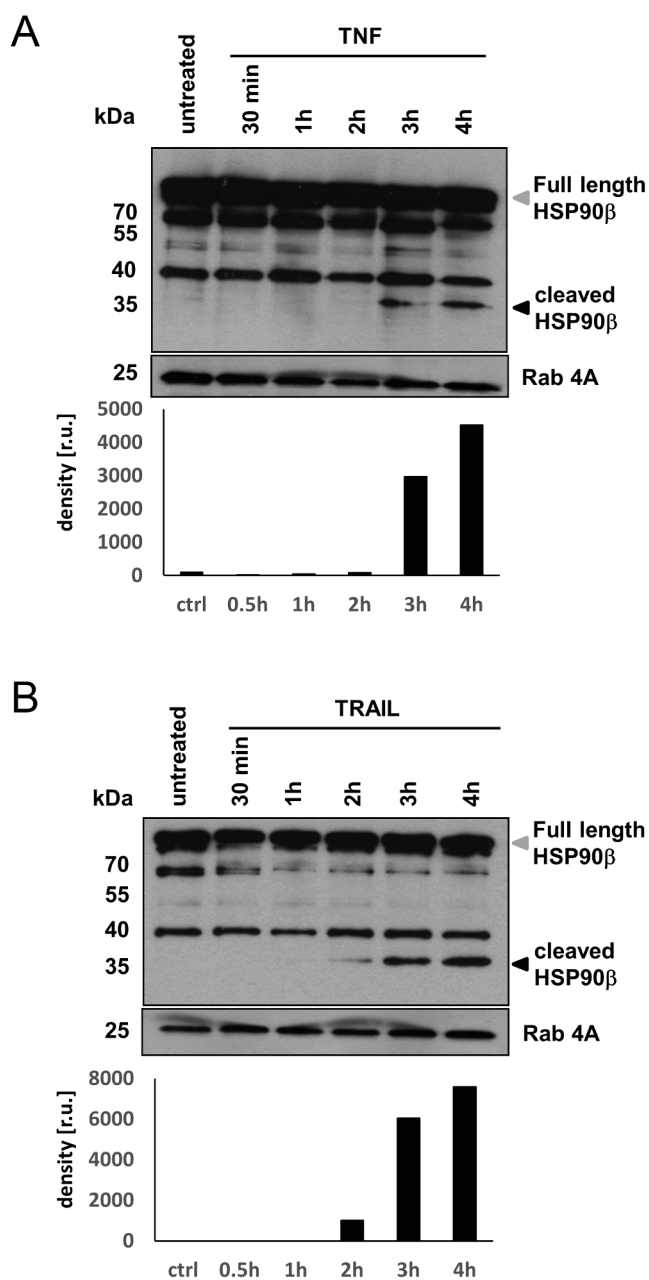 A
TNF
kDa
untreated
30 min
1h
2h
3h
4h
70
55
40
35
25
Full length
HSP90β
cleaved
HSP90β
Rab 4A
density [r.u.]
5000
4000
3000
2000
1000
0
ctrl 0.5h 1h 2h 3h 4h
B
TRAIL
kDa
untreated
30 min
1h
2h
3h
4h
70
55
40
35
25
Full length
HSP90β
cleaved
HSP90β
Rab 4A
density [r.u.]
8000
6000
4000
2000
0
ctrl 0.5h 1h 2h 3h 4h